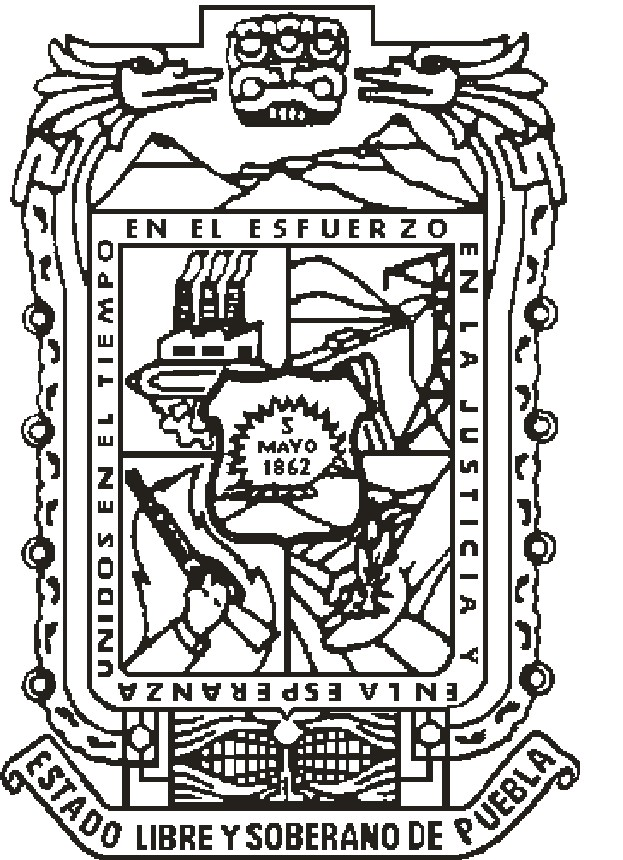 UNIDOS EN EL TIEMPO
EN EL ESFUERZO
EN LA JUSTICIA Y
EN LA ESPERANZA
5
MAYO
1862
ESTADO LIBRE Y SOBERANO DE PUEBLA